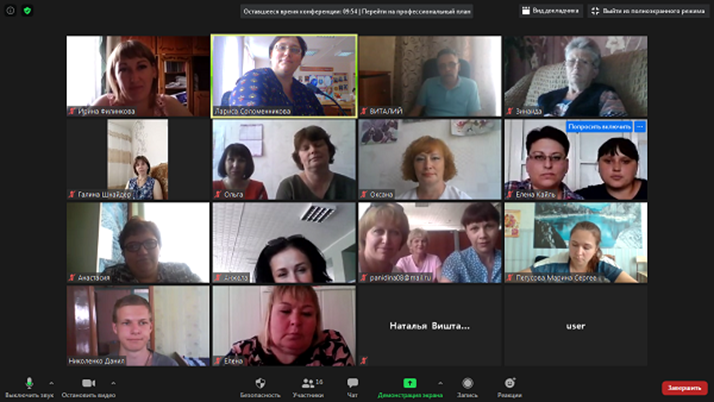 Оставшееся время конференции: 09:54 | Перейти на профессиональный план
Вид докладчика
Выйти из полноэкранного режима
Ирина Филинкова
Лариса Соломенникова
ВИТАЛИЙ
Зинаида
Попросить включить
Галина Шнайдер
Ольга
Оксана
Елена Кайль
Анастасия
Анжела
panidina08@mail.ru
Пегусова Марина Сергее
Николенко Данил
Елена
Наталья Вишта...
user
Выключить звук
Остановить видео
Безопасность
16
Участники
Чат
Демонстрация экрана
Запись
Реакции
Завершить